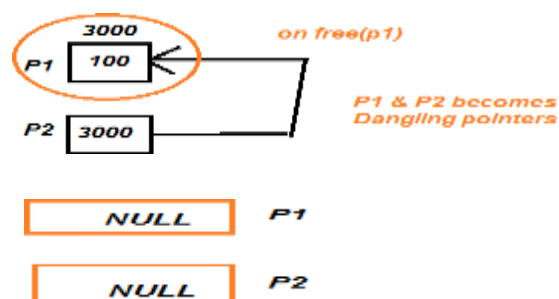 3000
on free(p1)
P1 100
P1 & P2 becomes
Dangling pointers
P2 3000
NULL P1
NULL P2